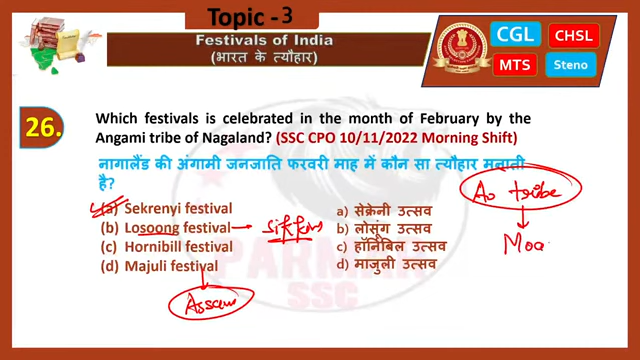 Topic -3
Festivals of India
(भारत के त्यौहार)
CGL
CHSL
MTS
Steno
26.
Which festivals is celebrated in the month of February by the
Angami tribe of Nagaland? (SSC CPO 10/11/2022 Morning Shift)
नागालैंड की अंगामी जनजाति फरवरी माह में कौन सा त्यौहार मनाती
है?
(a) Sekrenyi festival
(b) Losoong festival
(c) Hornibill festival
(d) Majuli festival
a) सेक्रेनी उत्सव
b) लोसूंग उत्सव
c) हॉर्निबिल उत्सव
d) माजुली उत्सव
Sikkim
Assam
Ao tribe
Moa
PARMAR
SSC